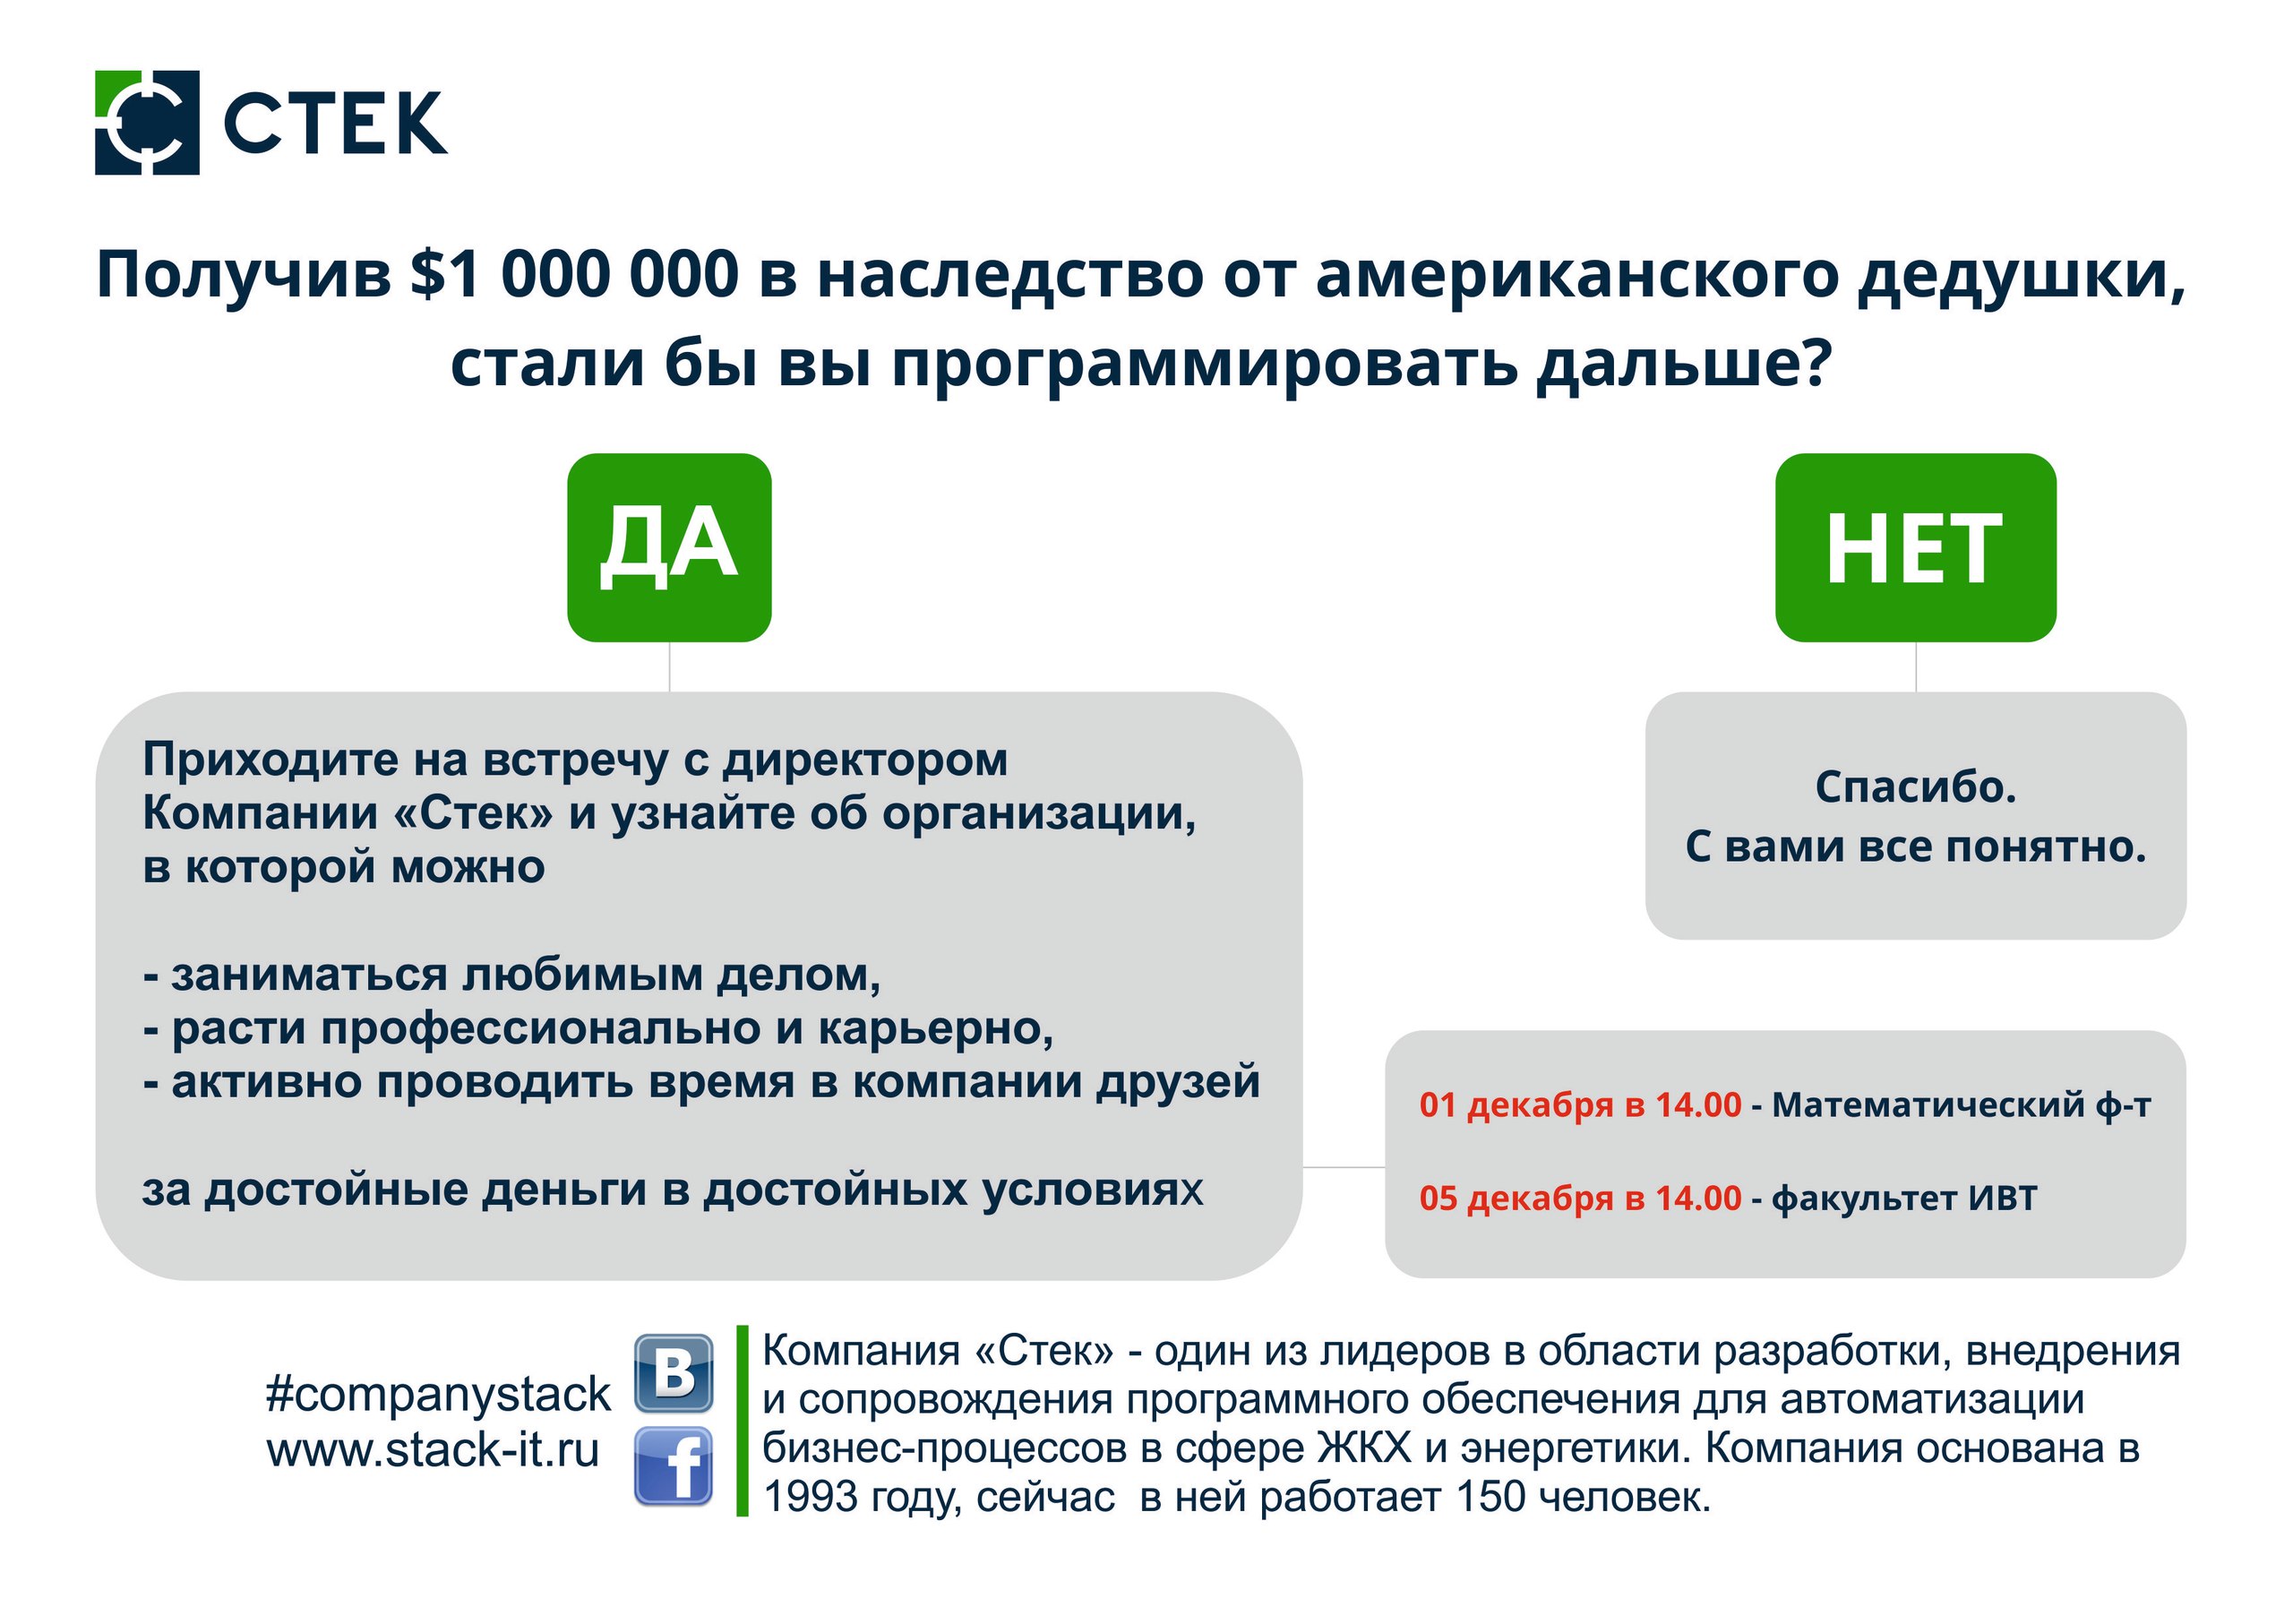 СТЕК
Получив $1 000 000 в наследство от американского дедушки,
стали бы вы программировать дальше?
ДА
НЕТ
Приходите на встречу с директором
Компании «Стек» и узнайте об организации,
в которой можно
- заниматься любимым делом,
- расти профессионально и карьерно,
- активно проводить время в компании друзей
за достойные деньги в достойных условиях
Спасибо.
С вами все понятно.
01 декабря в 14.00 - Математический ф-т
05 декабря в 14.00 - факультет ИВТ
#companystack
www.stack-it.ru
В
f
Компания «Стек» - один из лидеров в области разработки, внедрения
и сопровождения программного обеспечения для автоматизации
бизнес-процессов в сфере ЖКХ и энергетики. Компания основана в
1993 году, сейчас  в ней работает 150 человек.